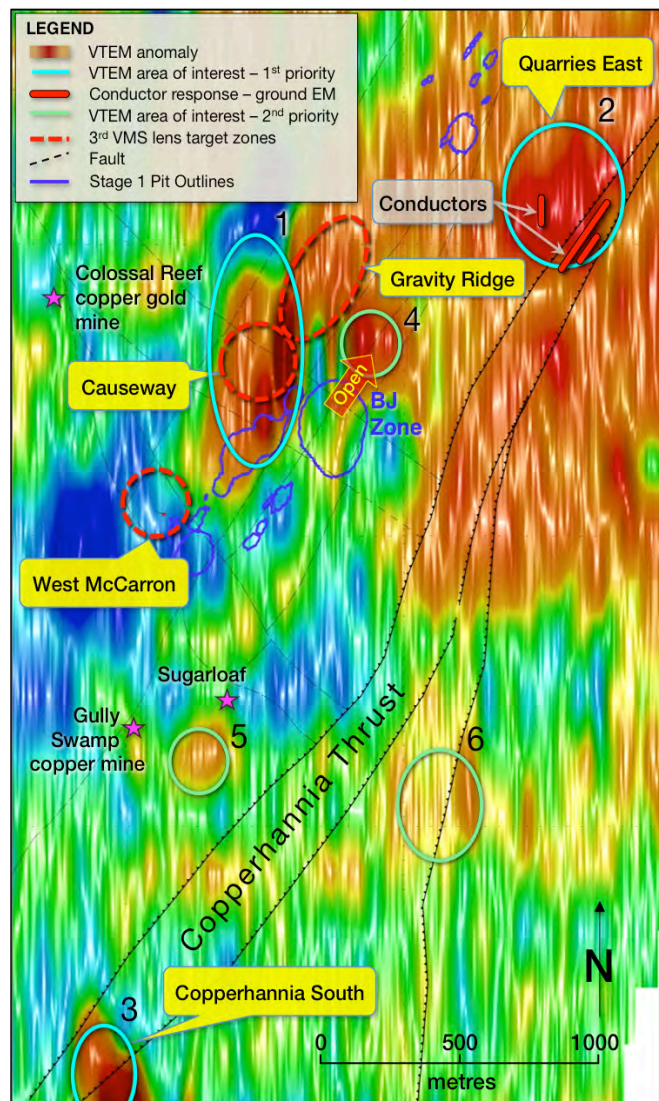 LEGEND
VTEM anomaly
VTEM area of interest – 1st priority
Conductor response – ground EM
VTEM area of interest – 2nd priority
3rd VMS lens target zones
Fault
Stage 1 Pit Outlines
Quarries East
2
Conductors
1
Colossal Reef
copper gold
mine
Gravity Ridge
4
Causeway
Open
BJ
Zone
West McCarron
Sugarloaf
Gully
Swamp
copper mine
5
6
Copperhannia Thrust
N
Copperhannia South
3
0 500 1000
metres